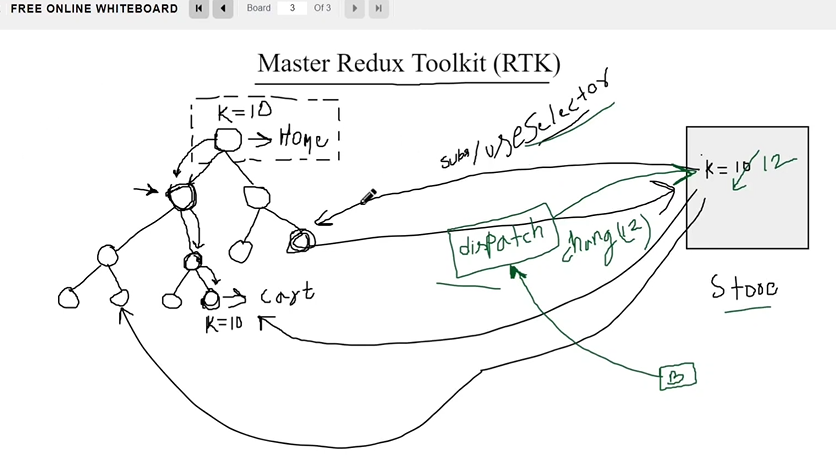 FREE ONLINE WHITEBOARD
Board 3 Of 3
Master Redux Toolkit (RTK)
K=10
Home
subs/useSelector
K = 10 12
dispatch
chang(12)
Store
cart
K=10
B